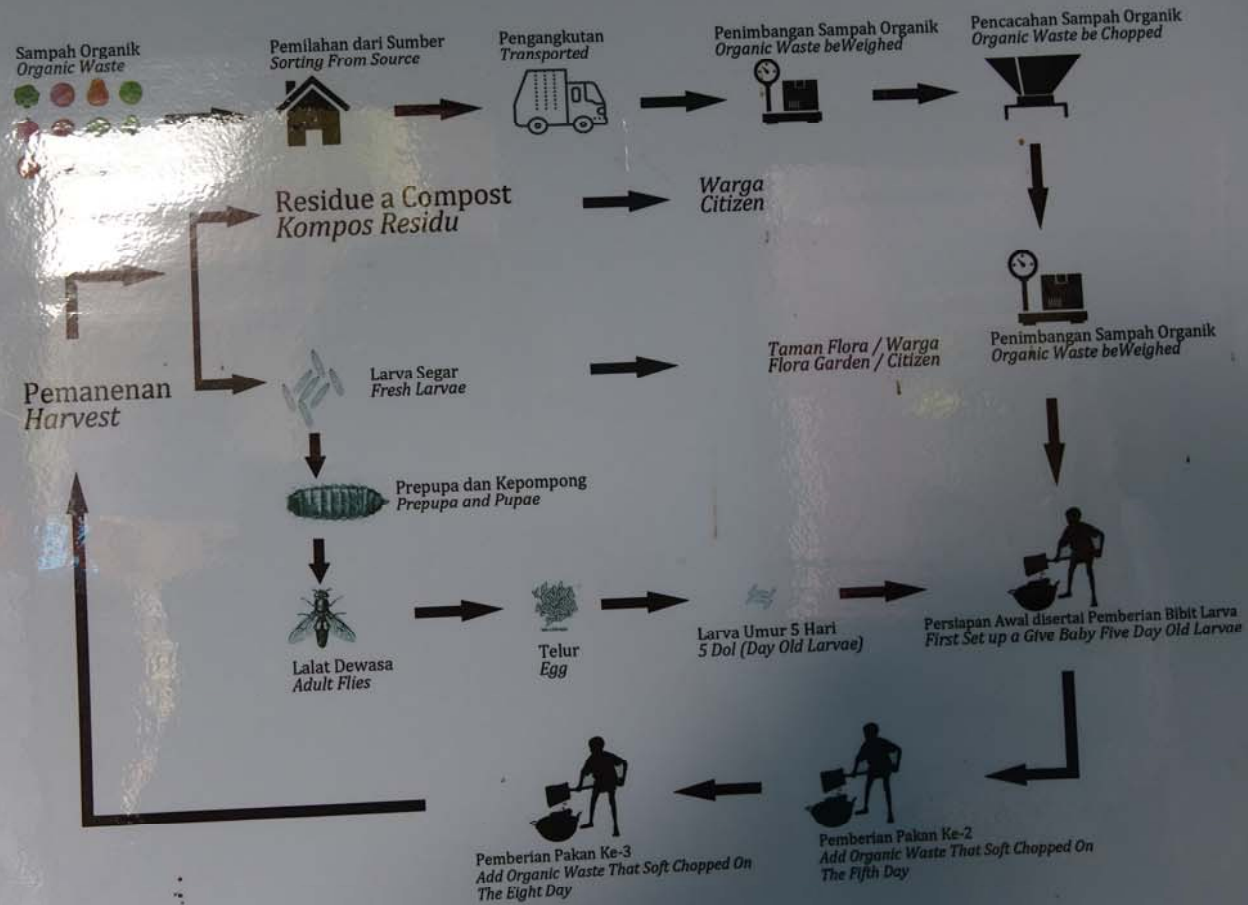 Sampah Organik
Organic Waste
Pemilahan dari Sumber
Sorting From Source
Pengangkutan
Transported
Penimbangan Sampah Organik
Organic Waste beWeighed
Pencacahan Sampah Organik
Organic Waste be Chopped
Residue a Compost
Kompos Residu
Warga
Citizen
Penimbangan Sampah Organik
Organic Waste beWeighed
Pemanenan
Harvest
Larva Segar
Fresh Larvae
Taman Flora / Warga
Flora Garden / Citizen
Prepupa dan Kepompong
Prepupa and Pupae
Lalat Dewasa
Adult Flies
Telur
Egg
Larva Umur 5 Hari
5 Dol (Day Old Larvae)
Persiapan Awal disertai Pemberian Bibit Larva
First Set up a Give Baby Five Day Old Larvae
Pemberian Pakan Ke-3
Add Organic Waste That Soft Chopped On
The Eight Day
Pemberian Pakan Ke-2
Add Organic Waste That Soft Chopped On
The Fifth Day